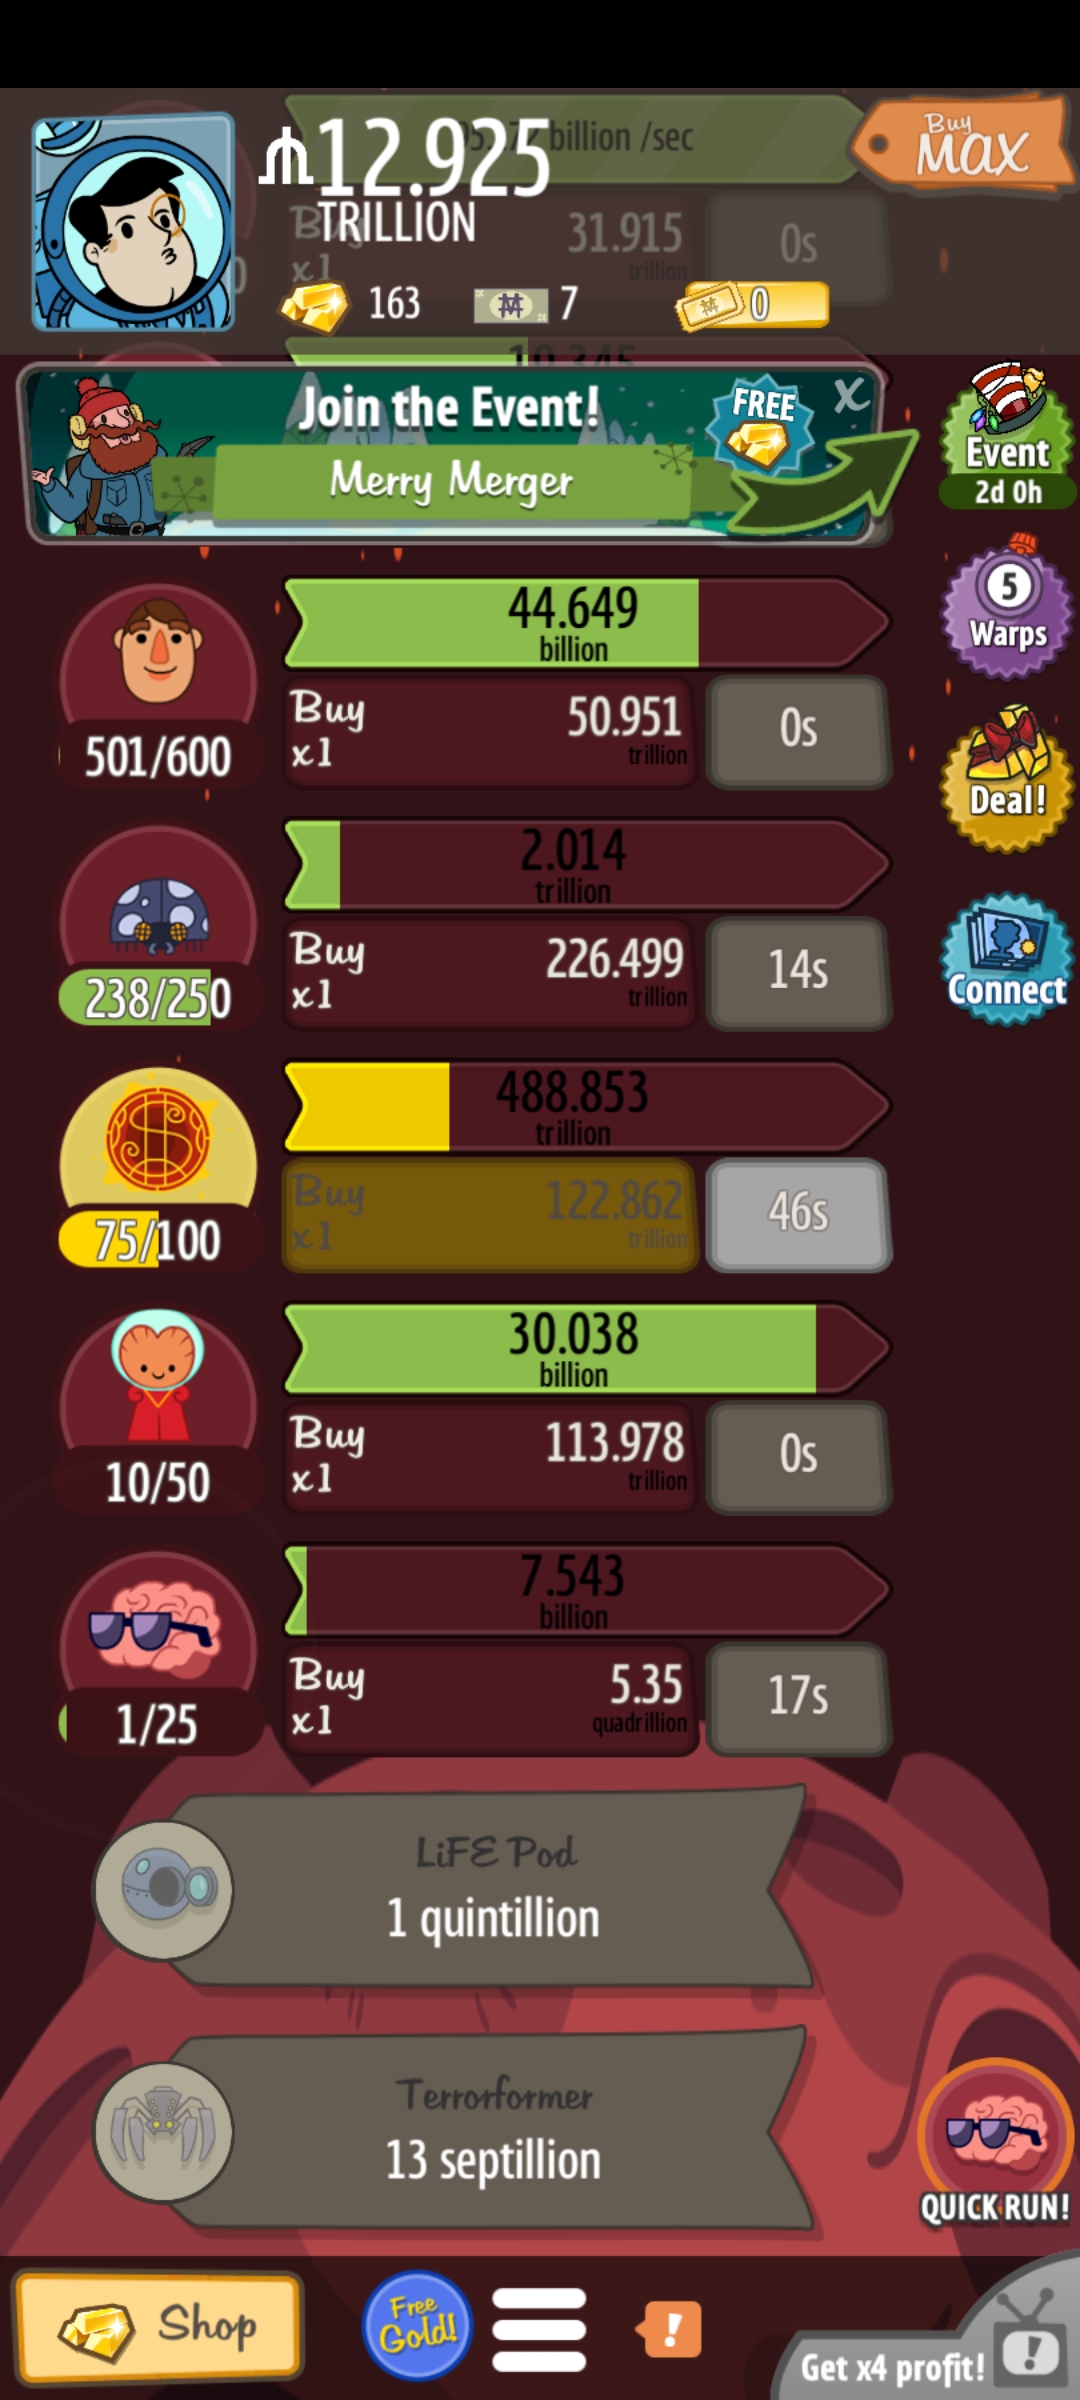 billion /sec
Buy
MAX
12.925
TRILLION
31.915
trillion
x1
0s
163
7
0
Join the Event!
FREE
X
Merry Merger
Event
2d 0h
44.649
billion
Buy
x1
50.951
trillion
0s
501/600
5
Warps
2.014
trillion
Buy
x1
226.499
trillion
14s
238/250
Deal!
Connect
488.853
trillion
Buy
x1
122.862
trillion
46s
75/100
30.038
billion
Buy
x1
113.978
trillion
0s
10/50
7.543
billion
Buy
x1
5.35
quadrillion
17s
1/25
LiFE Pod
1 quintillion
Terrorformer
13 septillion
QUICK RUN!
Shop
Free
Gold!
!
Get x4 profit!
!